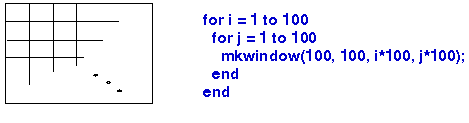 for i = 1 to 100
for j = 1 to 100
mkwindow(100, 100, i*100, j*100);
end
end